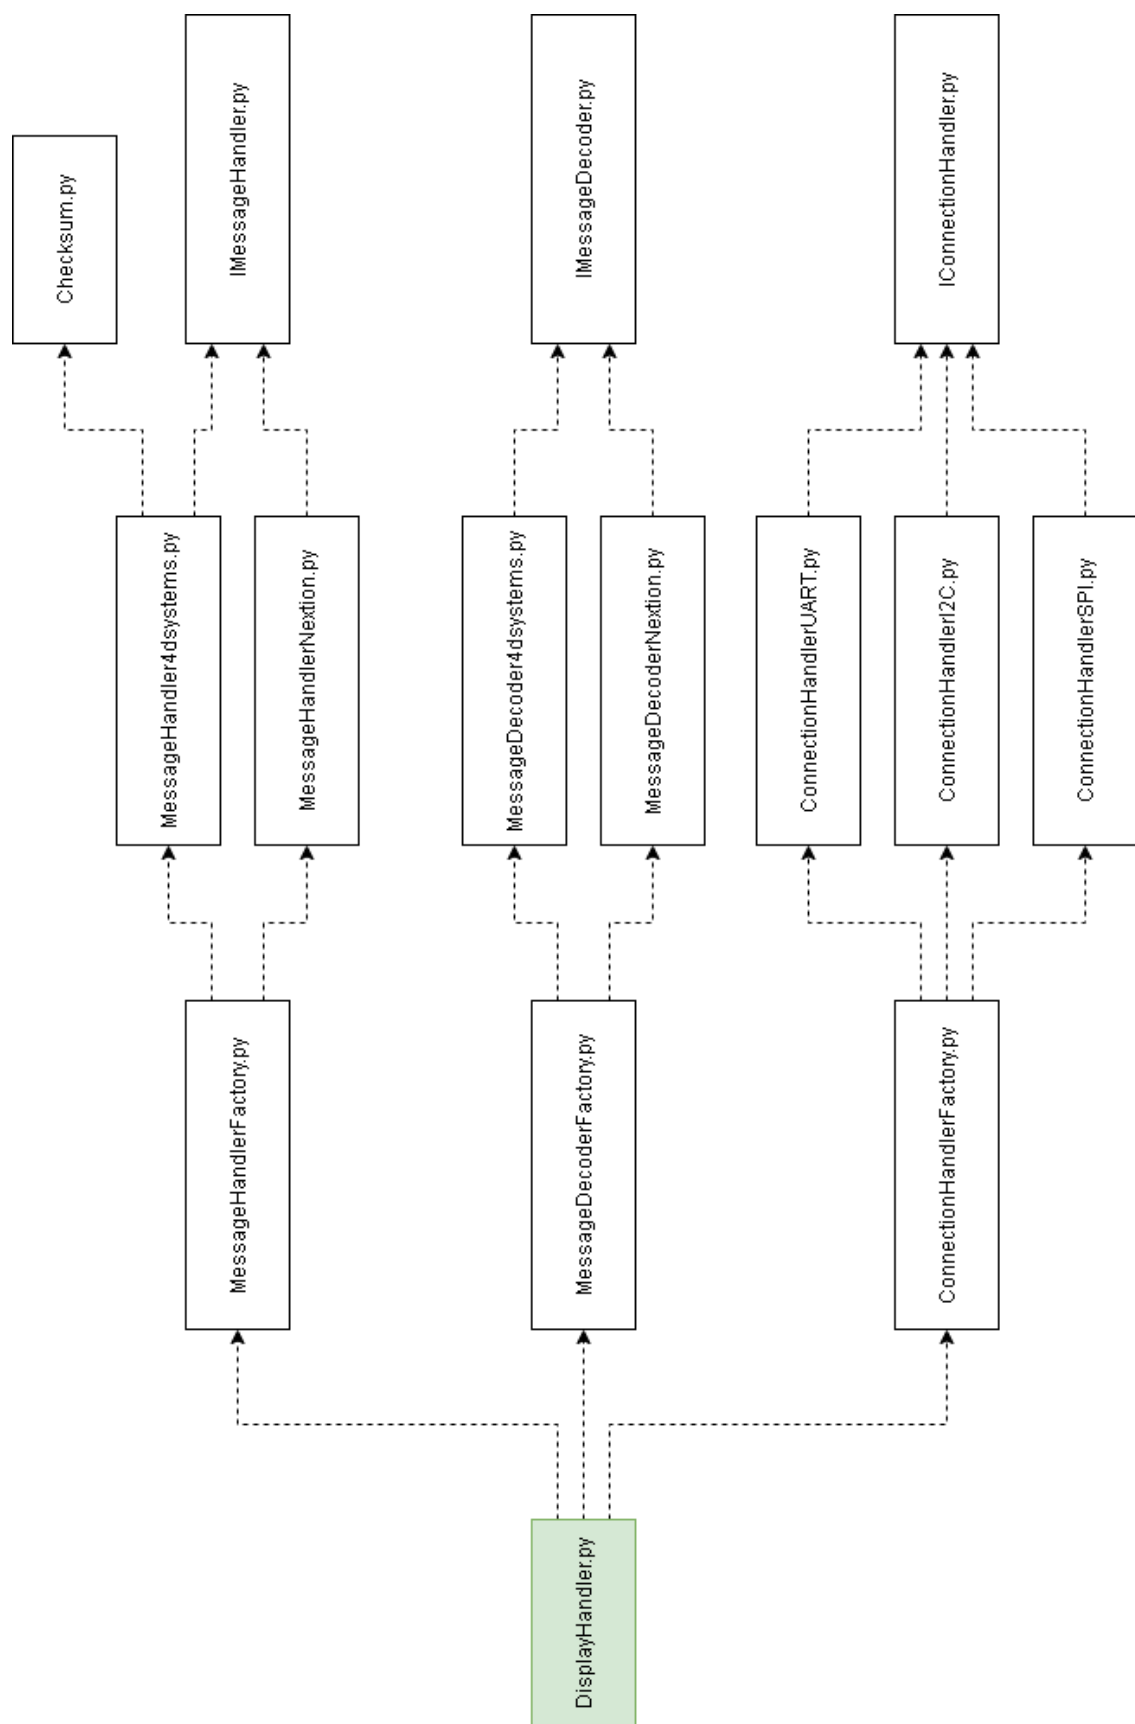 Checksum.py
IMessageHandler.py
IMessageDecoder.py
IConnectionHandler.py
MessageHandler4dsystems.py
MessageHandlerNextion.py
MessageDecoder4dsystems.py
MessageDecoderNextion.py
ConnectionHandlerUART.py
ConnectionHandlerI2C.py
ConnectionHandlerSPI.py
MessageHandlerFactory.py
MessageDecoderFactory.py
ConnectionHandlerFactory.py
DisplayHandler.py